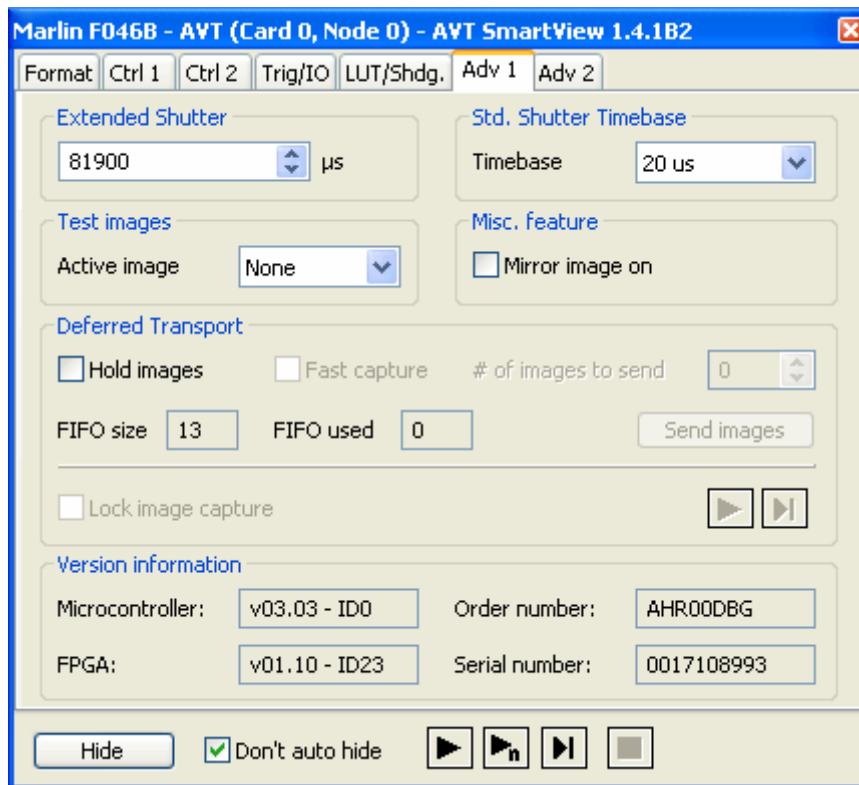 Marlin F046B - AVT (Card 0, Node 0) - AVT SmartView 1.4.1B2
Format Ctrl 1 Ctrl 2 Trig/IO LUT/Shdg. Adv 1 Adv 2
Extended Shutter Std. Shutter Timebase
81900 µs Timebase 20 us
Test images Misc. feature
Active image None Mirror image on
Deferred Transport
Hold images Fast capture # of images to send 0
FIFO size 13 FIFO used 0 Send images
Lock image capture
Version information
Microcontroller: v03.03 - ID0 Order number: AHR00DBG
FPGA: v01.10 - ID23 Serial number: 0017108993
Hide Don't auto hide n